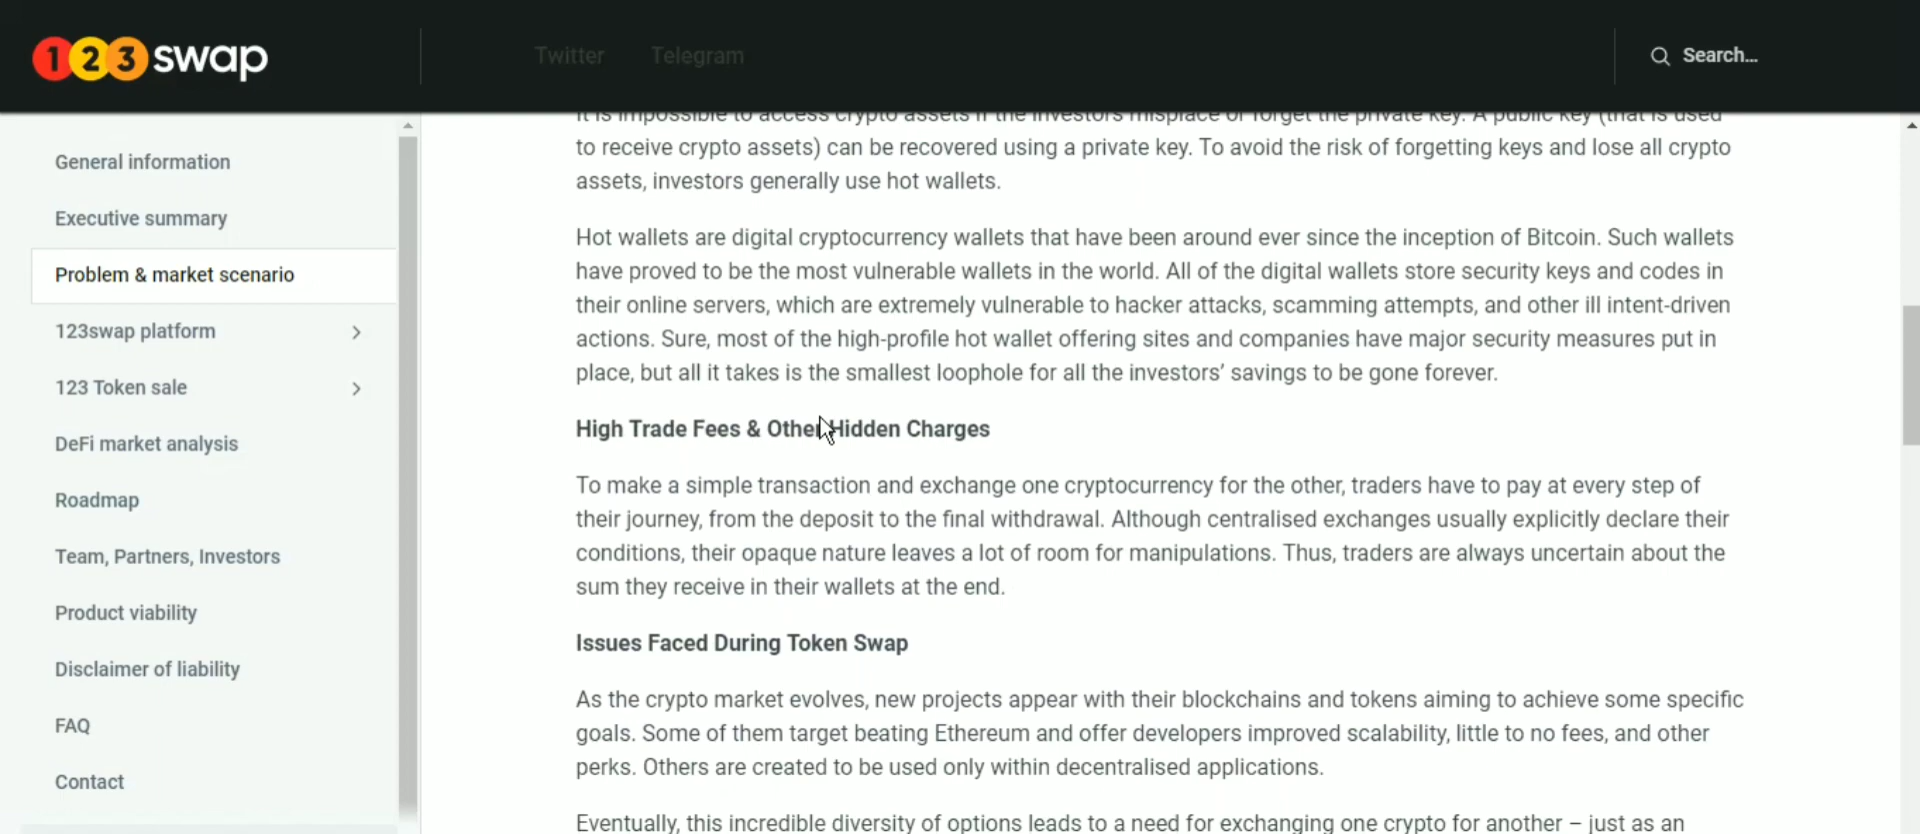 123swap
Twitter
Telegram
Search...
General information
Executive summary
Problem & market scenario
123swap platform
123 Token sale
DeFi market analysis
Roadmap
Team, Partners, Investors
Product viability
Disclaimer of liability
FAQ
Contact
It is impossible to access crypto assets if the investors misplace or forget the private key. A public key (that is used
to receive crypto assets) can be recovered using a private key. To avoid the risk of forgetting keys and lose all crypto
assets, investors generally use hot wallets.
Hot wallets are digital cryptocurrency wallets that have been around ever since the inception of Bitcoin. Such wallets
have proved to be the most vulnerable wallets in the world. All of the digital wallets store security keys and codes in
their online servers, which are extremely vulnerable to hacker attacks, scamming attempts, and other ill intent-driven
actions. Sure, most of the high-profile hot wallet offering sites and companies have major security measures put in
place, but all it takes is the smallest loophole for all the investors’ savings to be gone forever.
High Trade Fees & Other Hidden Charges
To make a simple transaction and exchange one cryptocurrency for the other, traders have to pay at every step of
their journey, from the deposit to the final withdrawal. Although centralised exchanges usually explicitly declare their
conditions, their opaque nature leaves a lot of room for manipulations. Thus, traders are always uncertain about the
sum they receive in their wallets at the end.
Issues Faced During Token Swap
As the crypto market evolves, new projects appear with their blockchains and tokens aiming to achieve some specific
goals. Some of them target beating Ethereum and offer developers improved scalability, little to no fees, and other
perks. Others are created to be used only within decentralised applications.
Eventually, this incredible diversity of options leads to a need for exchanging one crypto for another – just as an